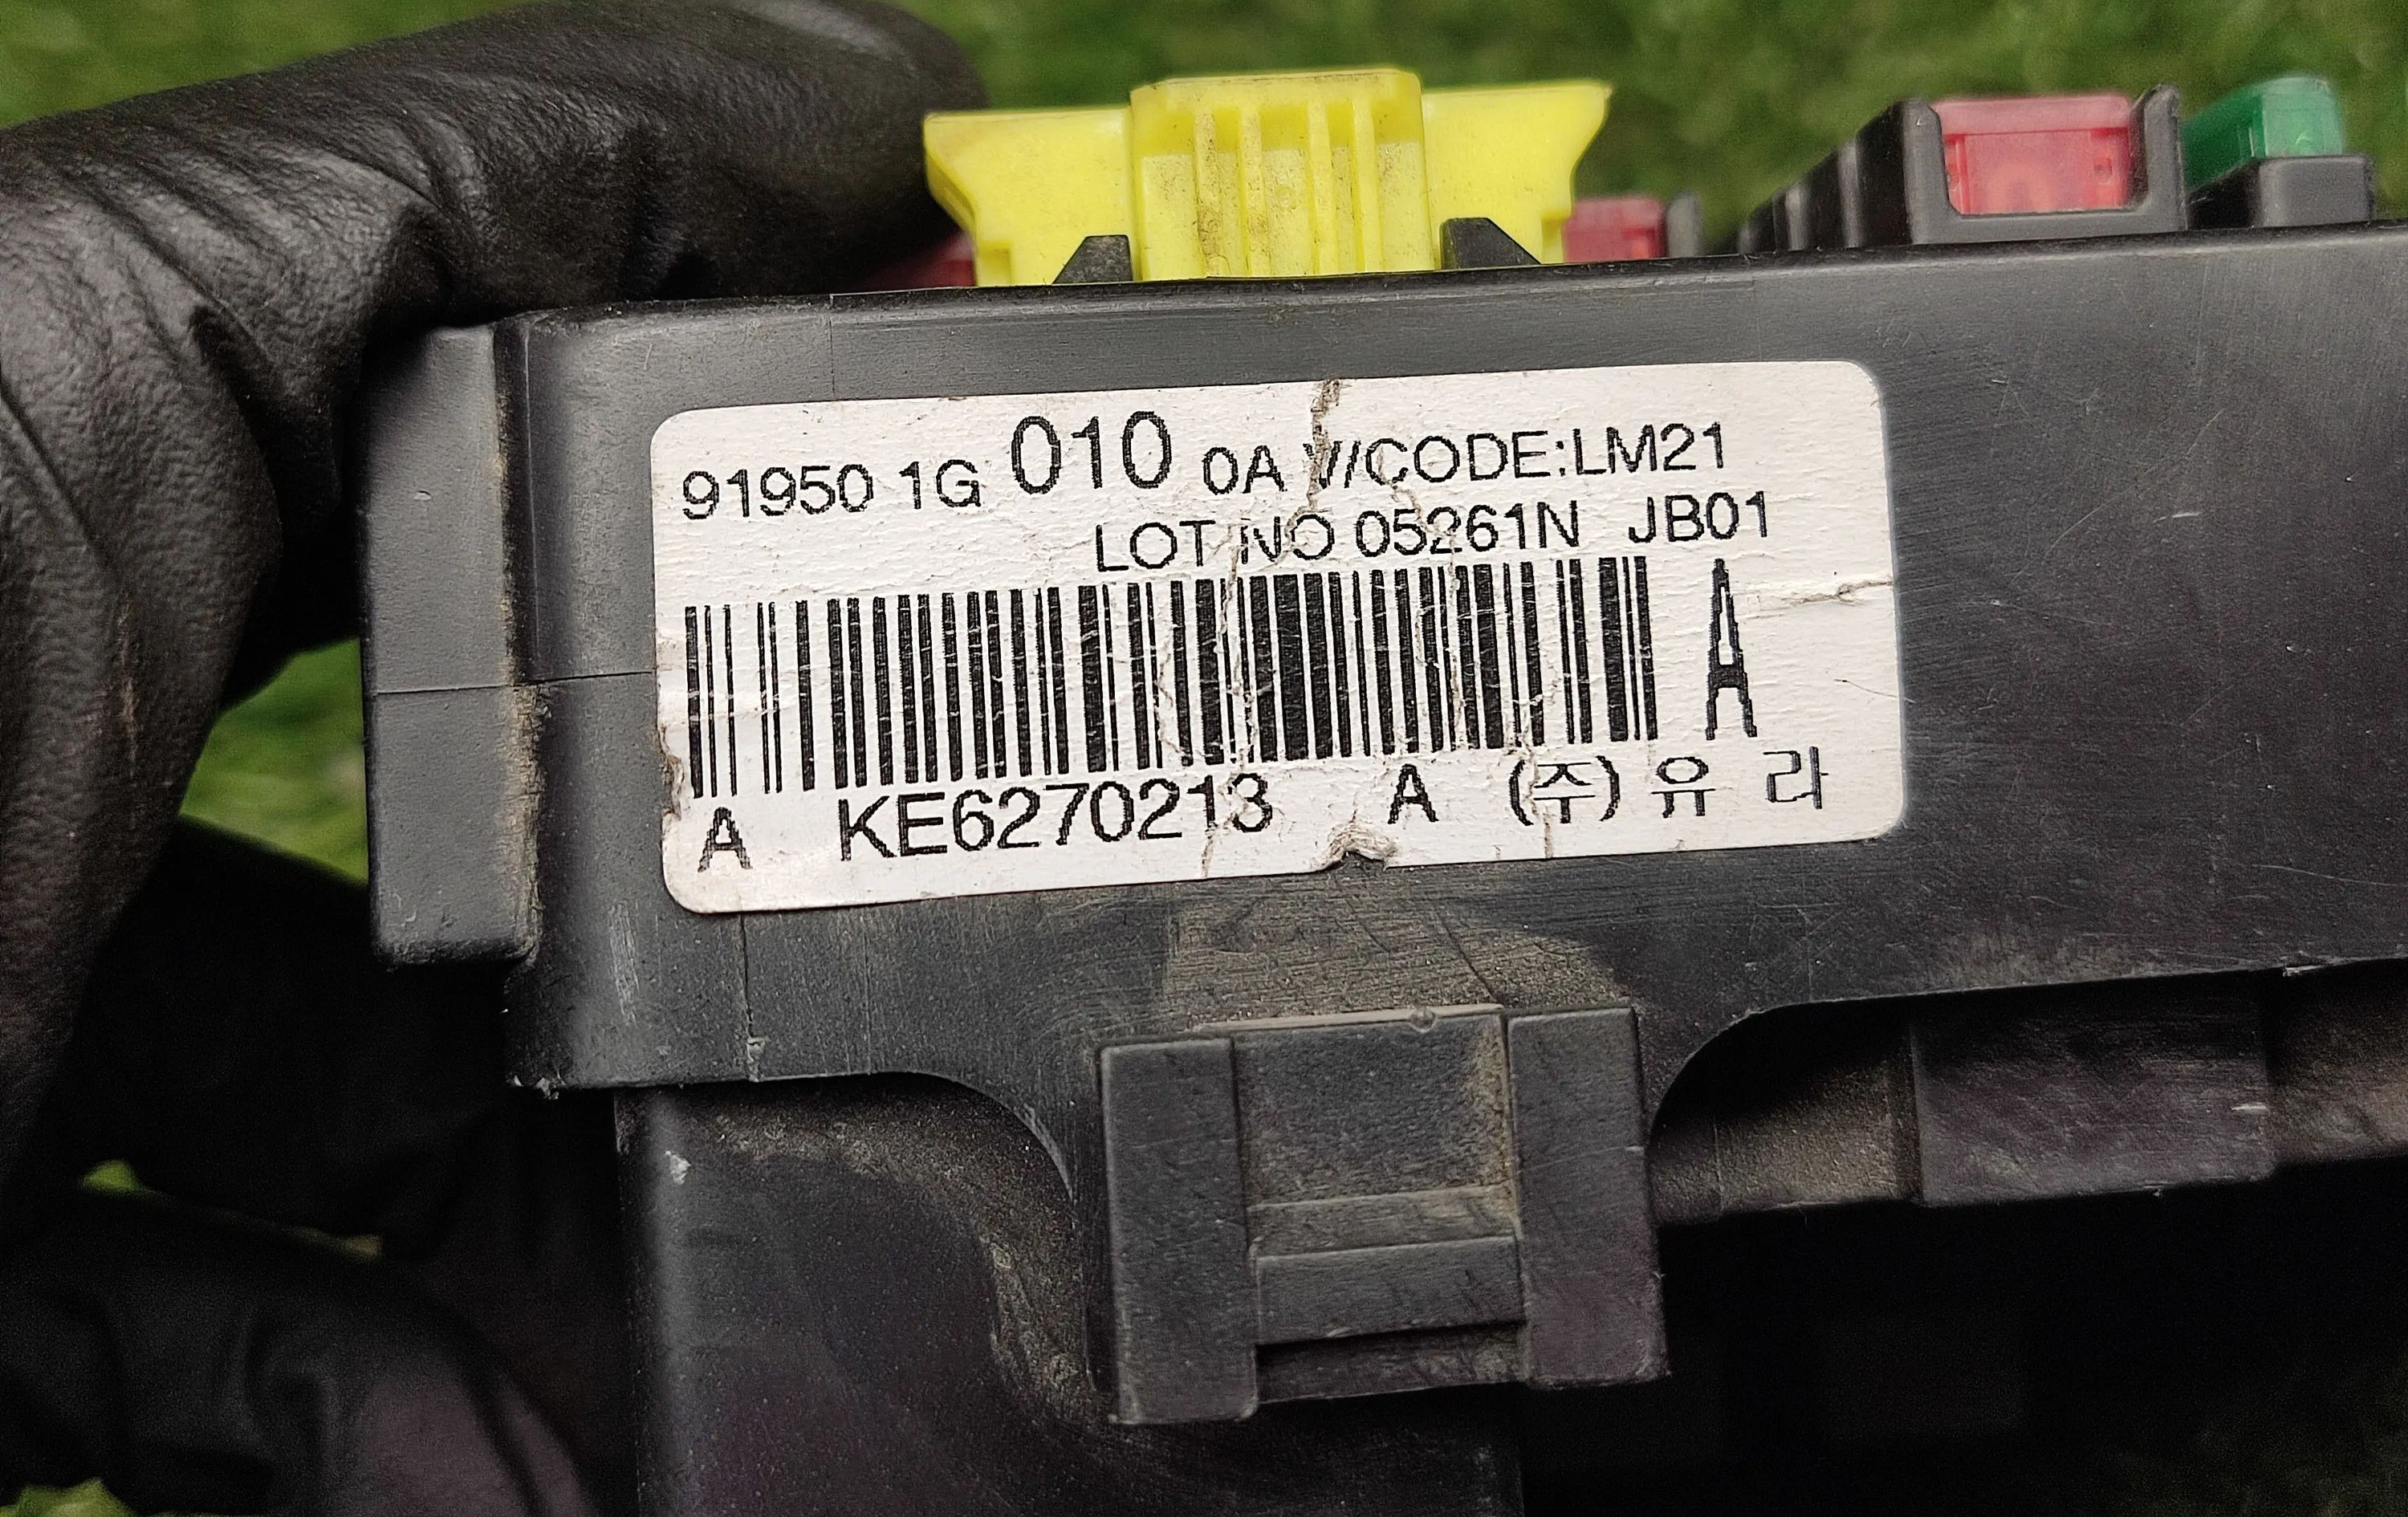 91950 1G 010 0A V/CODE:LM21
LOT NO 05261N JB01
A
A KE6270213 A (주) 유 라